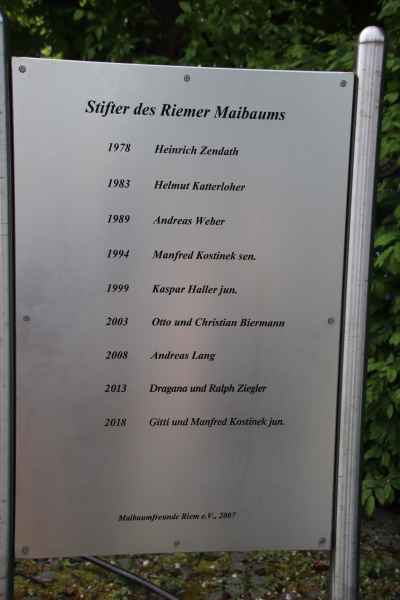 Stifter des Riemer Maibaums
1978 Heinrich Zendath
1983 Helmut Katterloher
1989 Andreas Weber
1994 Manfred Kostinek sen.
1999 Kaspar Haller jun.
2003 Otto und Christian Biermann
2008 Andreas Lang
2013 Dragana und Ralph Ziegler
2018 Gitti und Manfred Kostinek jun.
Maibaumfreunde Riem e.V., 2007